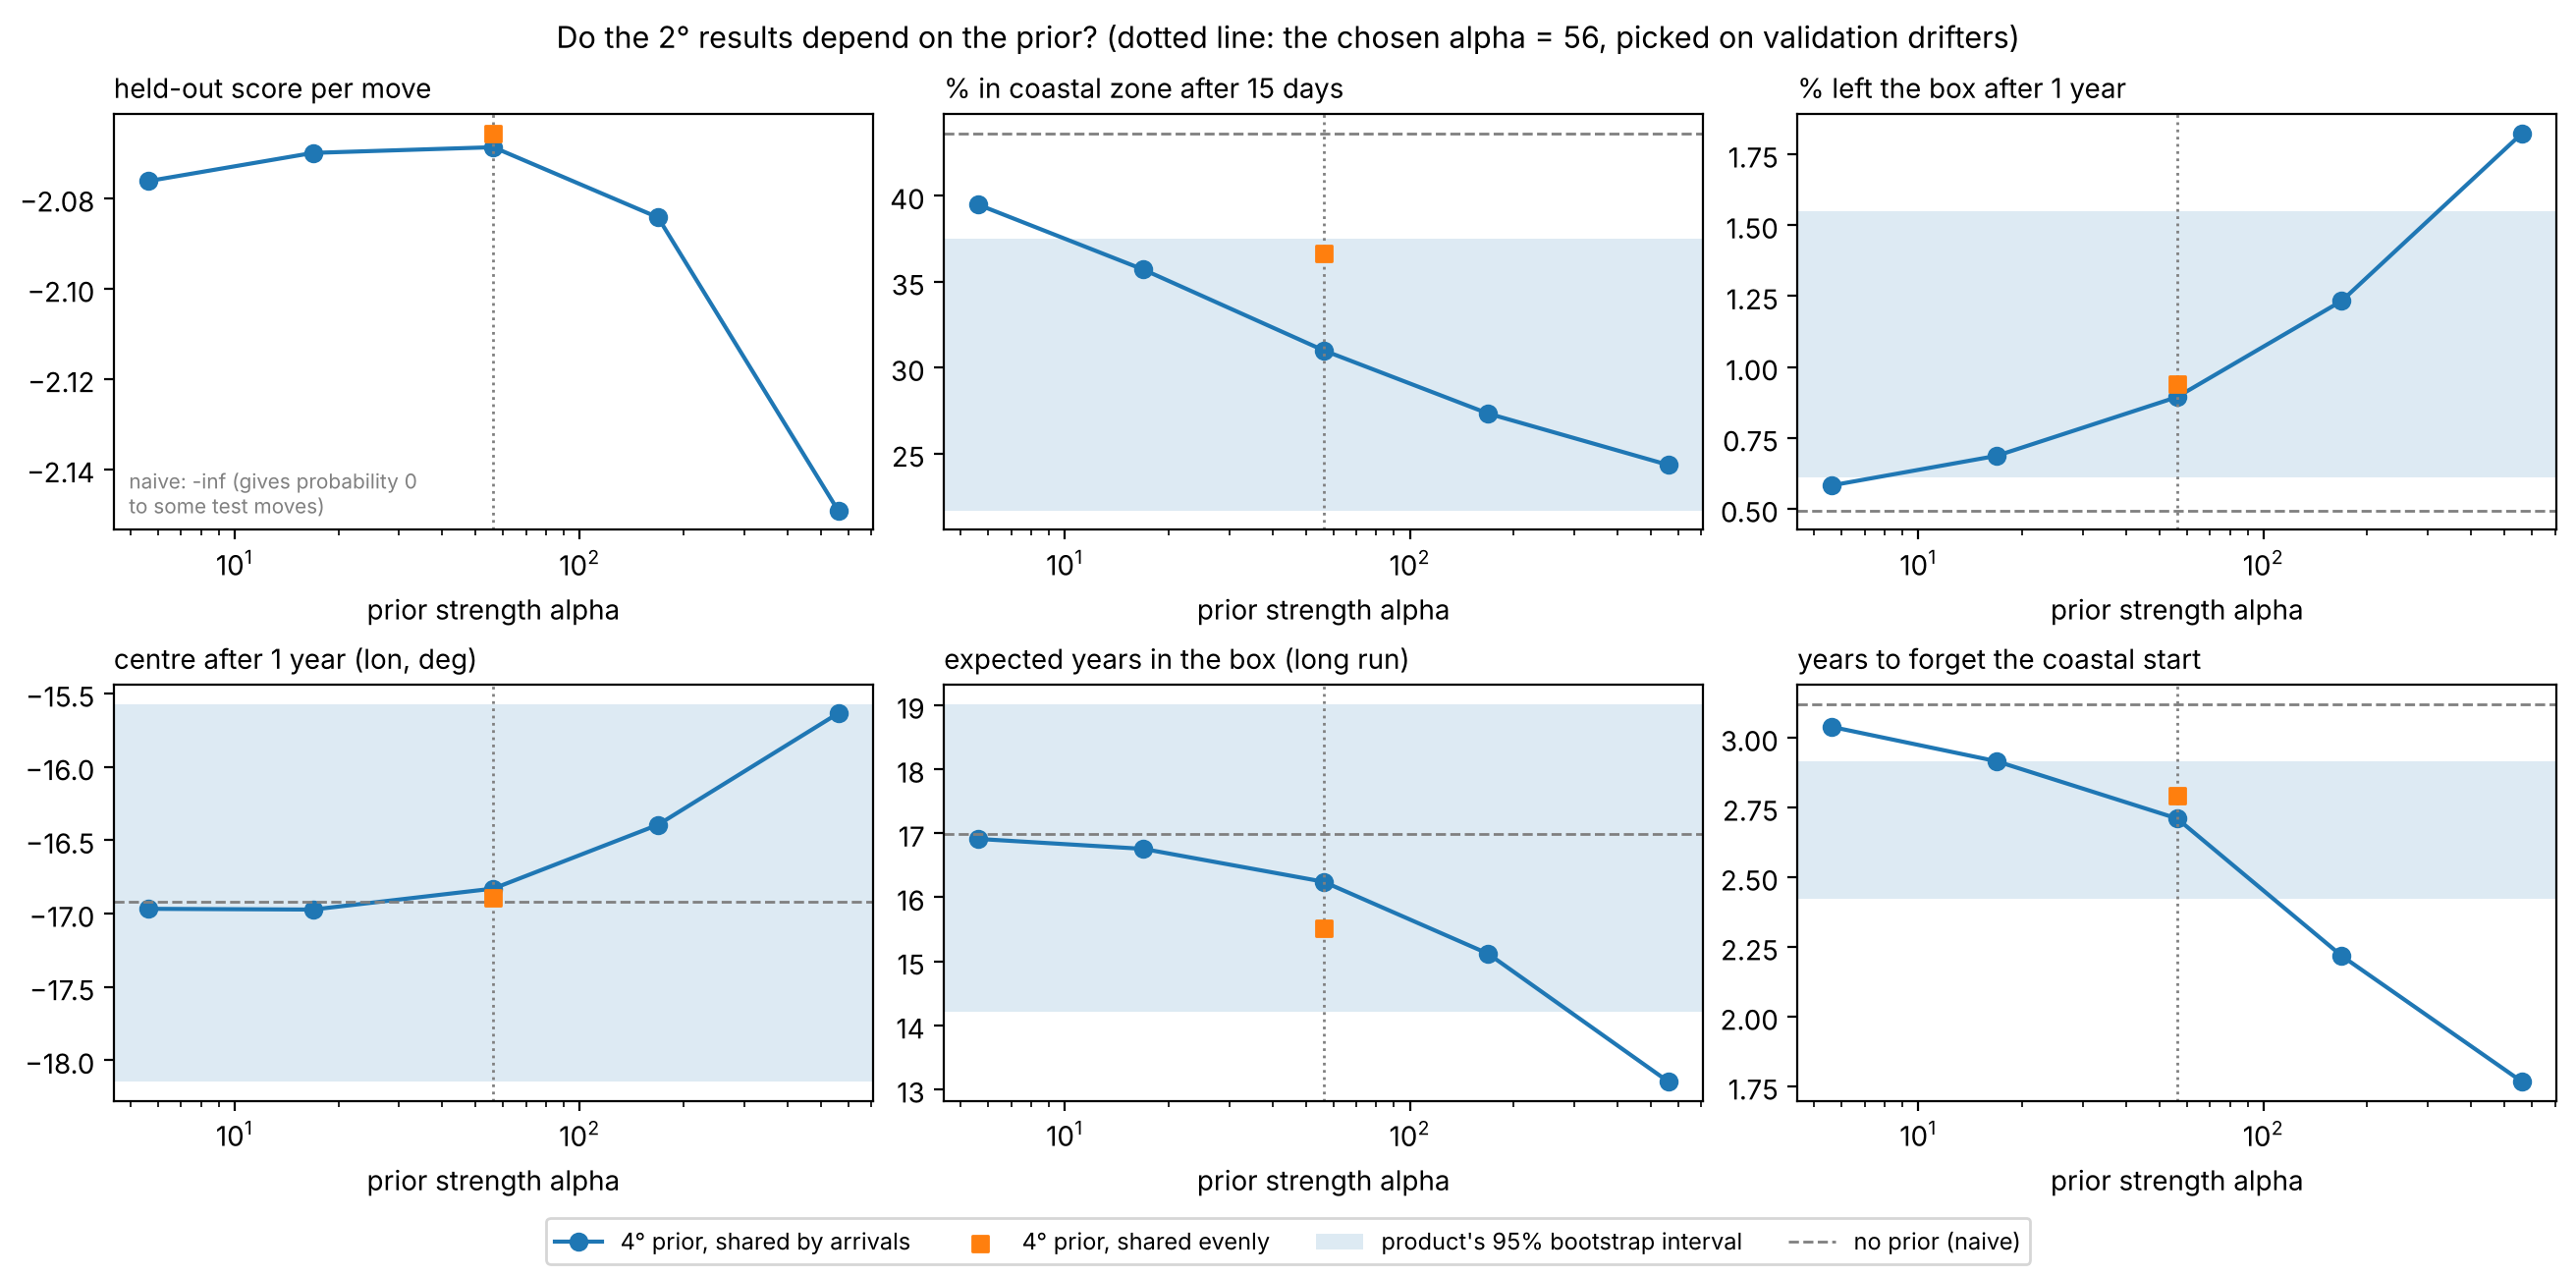 Do the 2° results depend on the prior? (dotted line: the chosen alpha = 56, picked on validation drifters)
held-out score per move
−2.08
−2.10
−2.12
−2.14
naive: -inf (gives probability 0
to some test moves)
10¹
10²
prior strength alpha
% in coastal zone after 15 days
40
35
30
25
10¹
10²
prior strength alpha
% left the box after 1 year
1.75
1.50
1.25
1.00
0.75
0.50
10¹
10²
prior strength alpha
centre after 1 year (lon, deg)
−15.5
−16.0
−16.5
−17.0
−17.5
−18.0
10¹
10²
prior strength alpha
expected years in the box (long run)
19
18
17
16
15
14
13
10¹
10²
prior strength alpha
years to forget the coastal start
3.00
2.75
2.50
2.25
2.00
1.75
10¹
10²
prior strength alpha
4° prior, shared by arrivals
4° prior, shared evenly
product's 95% bootstrap interval
no prior (naive)